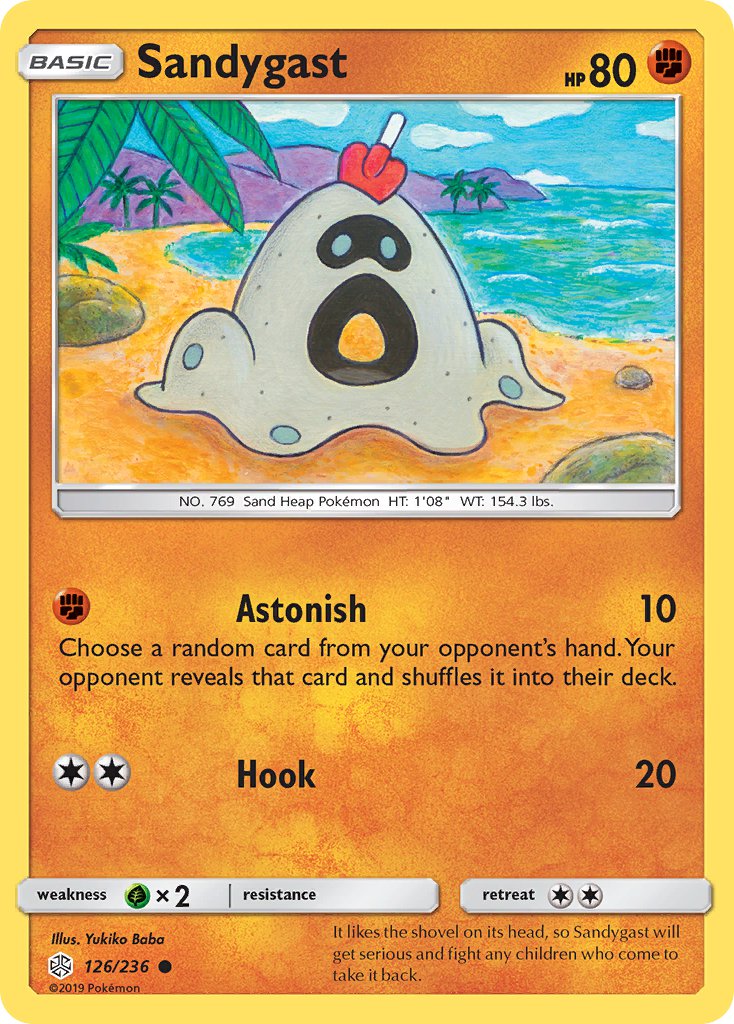 BASIC Sandygast HP 80
NO. 769 Sand Heap Pokémon HT: 1'08" WT: 154.3 lbs.
Astonish 10
Choose a random card from your opponent's hand. Your
opponent reveals that card and shuffles it into their deck.
Hook 20
weakness × 2 resistance retreat
Illus. Yukiko Baba
126/236
©2019 Pokémon
It likes the shovel on its head, so Sandygast will
get serious and fight any children who come to
take it back.